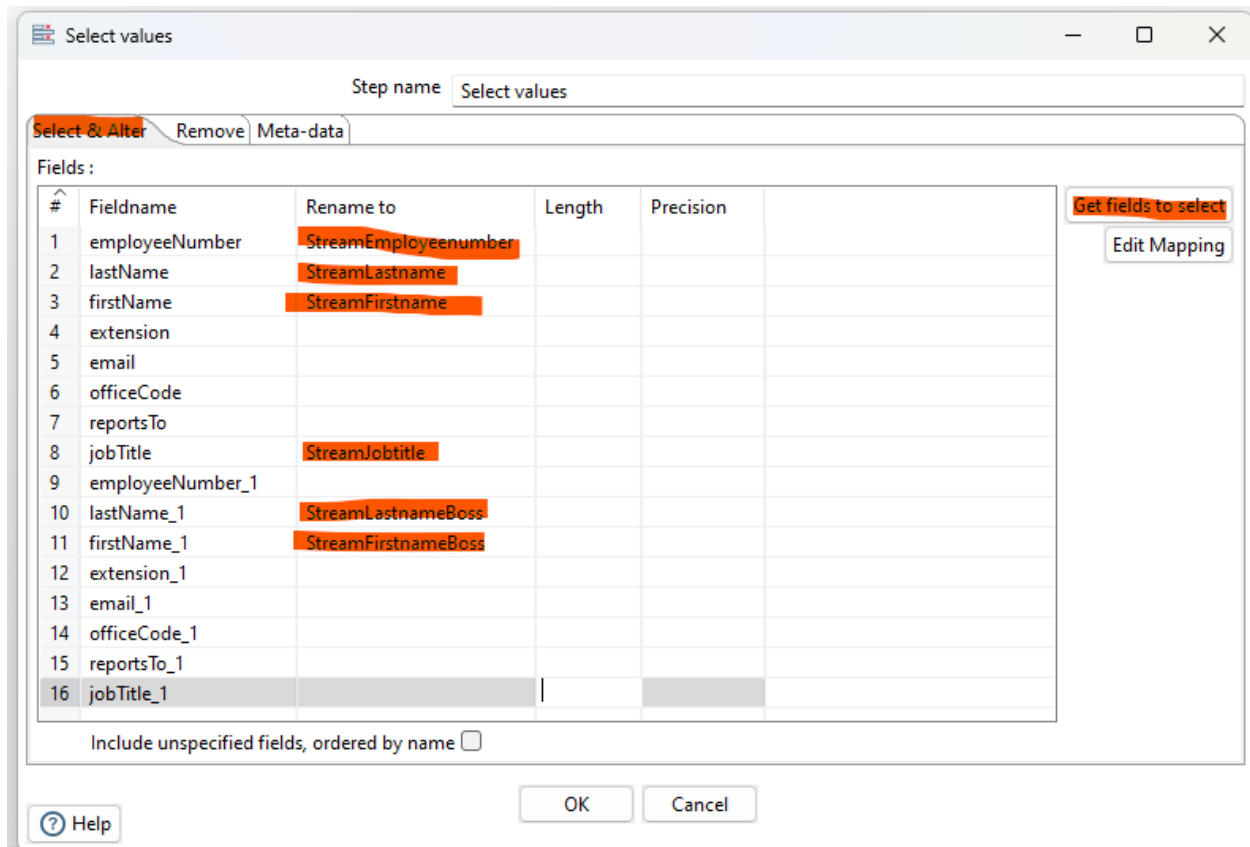 Select values
Step name Select values
Select & Alter Remove Meta-data
Fields :
# Fieldname Rename to Length Precision
Get fields to select
1 employeeNumber StreamEmployeenumber
Edit Mapping
2 lastName StreamLastname
3 firstName StreamFirstname
4 extension
5 email
6 officeCode
7 reportsTo
8 jobTitle StreamJobtitle
9 employeeNumber_1
10 lastName_1 StreamLastnameBoss
11 firstName_1 StreamFirstnameBoss
12 extension_1
13 email_1
14 officeCode_1
15 reportsTo_1
16 jobTitle_1
Include unspecified fields, ordered by name
OK Cancel
? Help